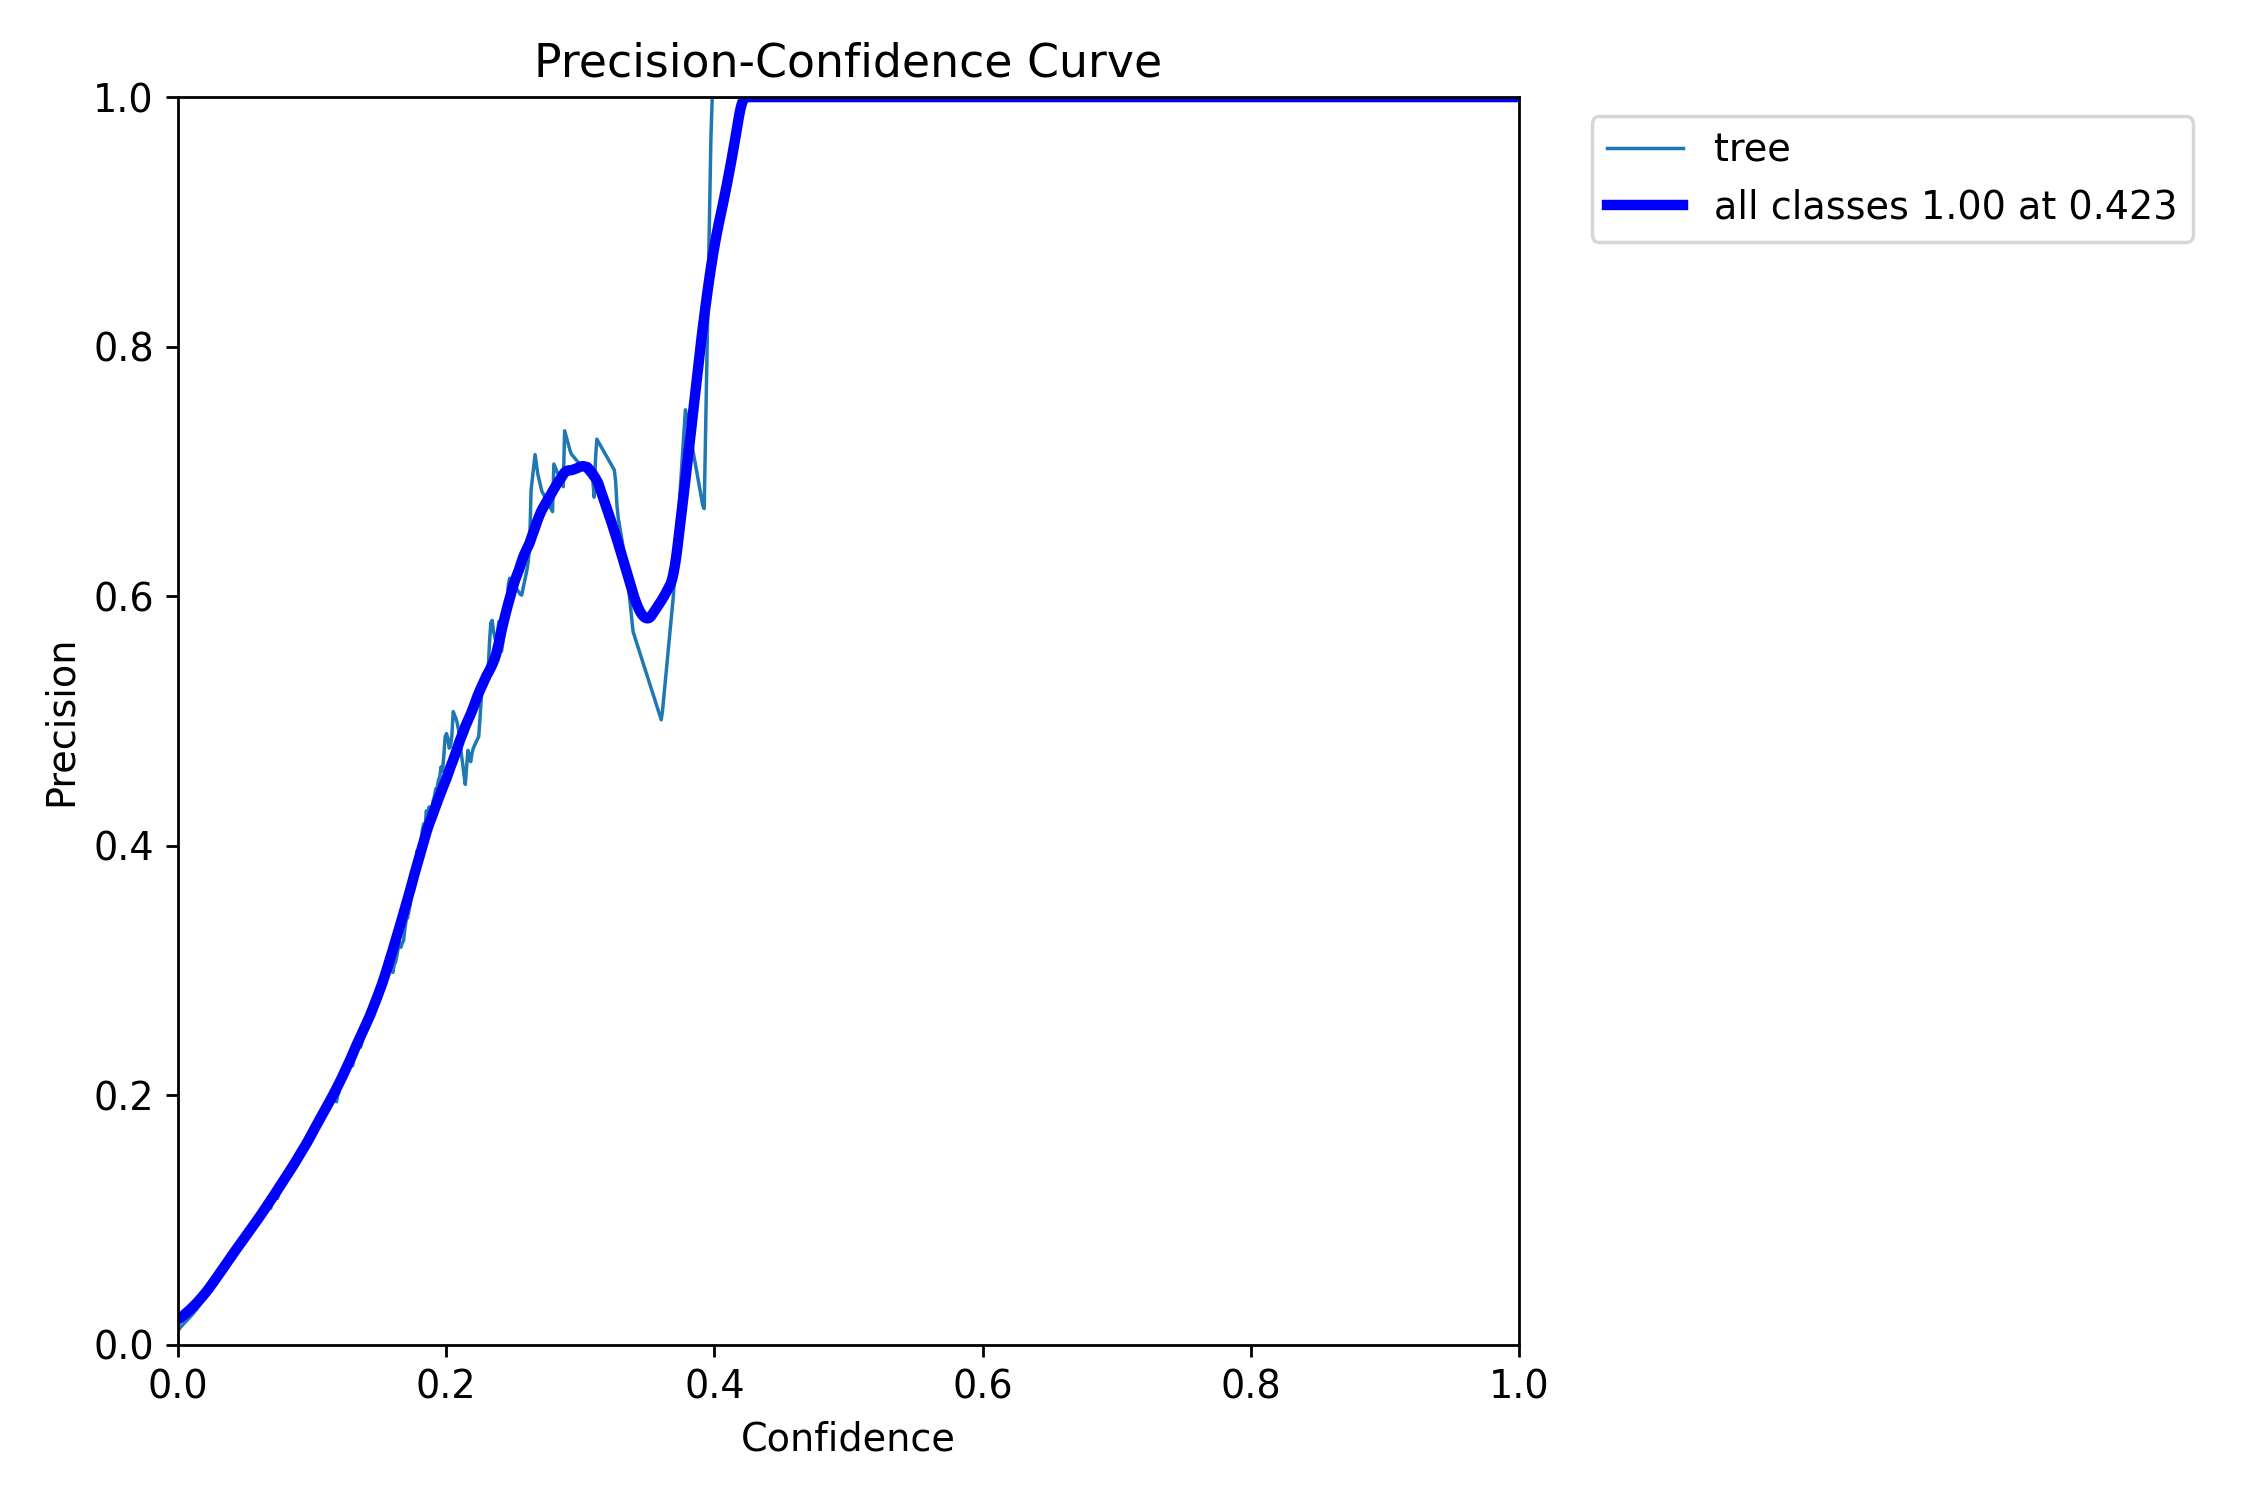 Precision-Confidence Curve
1.0
0.8
0.6
0.4
0.2
0.0
Precision
0.0 0.2 0.4 0.6 0.8 1.0
Confidence
tree
all classes 1.00 at 0.423